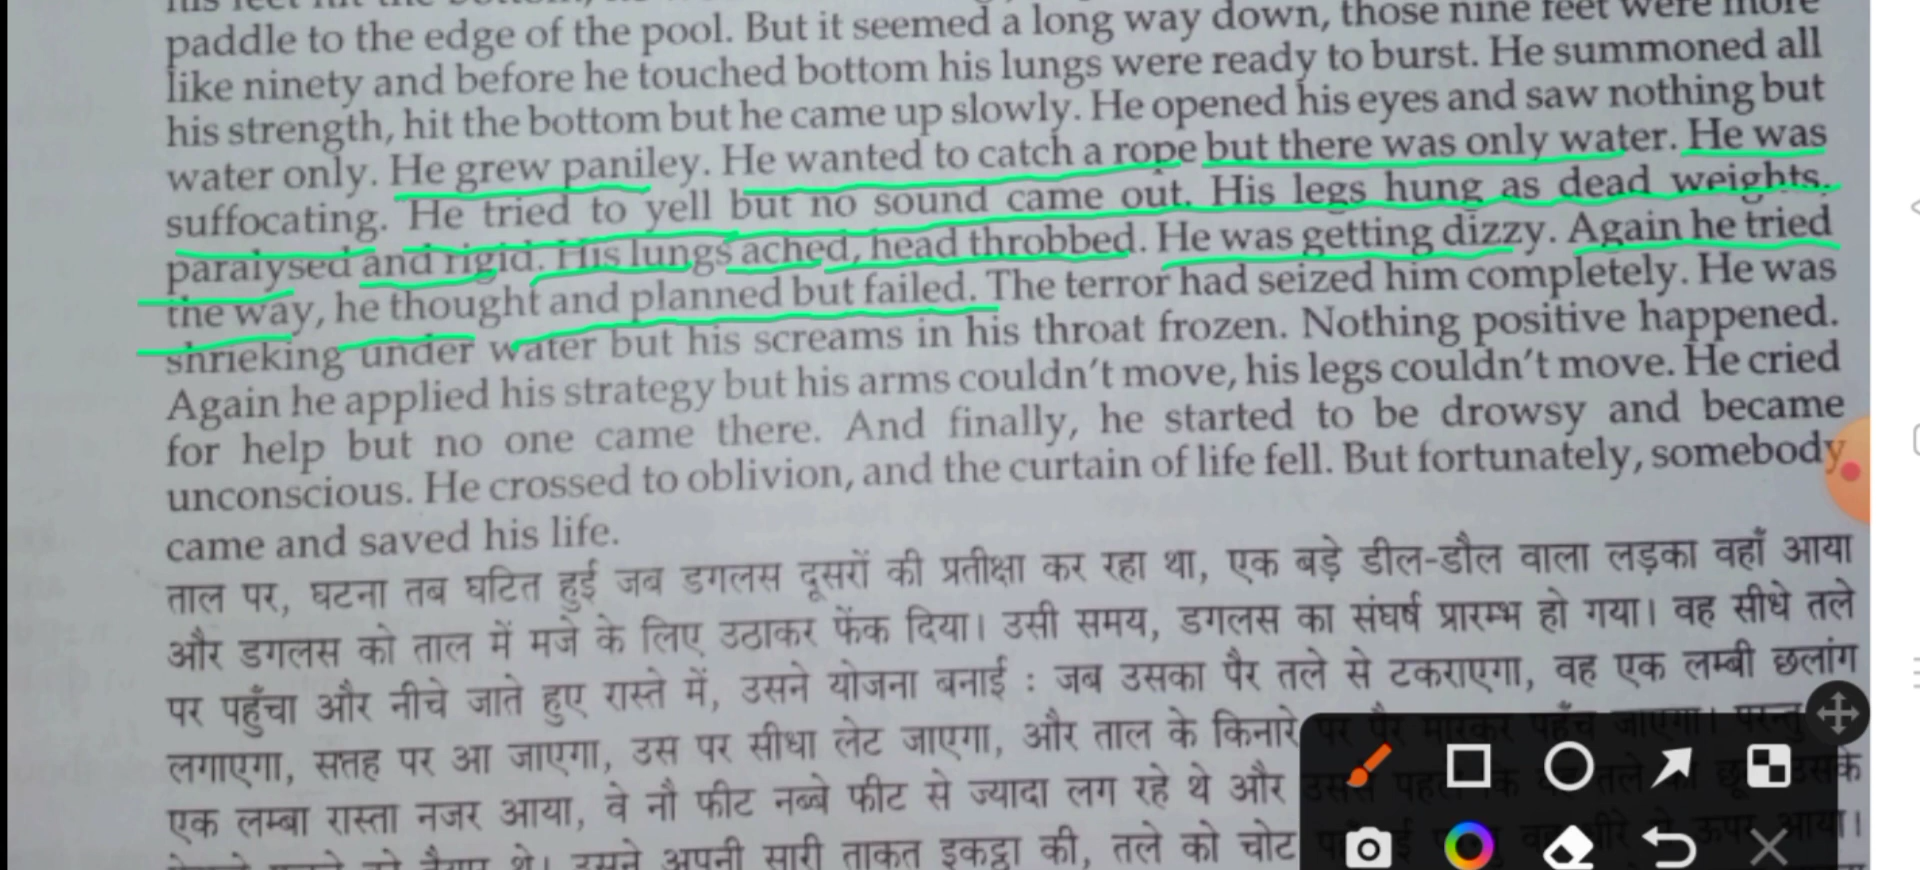 paddle to the edge of the pool. But it seemed a long way down, those nine feet were more
like ninety and before he touched bottom his lungs were ready to burst. He summoned all
his strength, hit the bottom but he came up slowly. He opened his eyes and saw nothing but
water only. He grew paniley. He wanted to catch a rope but there was only water. He was
suffocating. He tried to yell but no sound came out. His legs hung as dead weights.
paralysed and rigid. His lungs ached, head throbbed. He was getting dizzy. Again he tried
the way, he thought and planned but failed. The terror had seized him completely. He was
shrieking under water but his screams in his throat frozen. Nothing positive happened.
Again he applied his strategy but his arms couldn't move, his legs couldn't move. He cried
for help but no one came there. And finally, he started to be drowsy and became
unconscious. He crossed to oblivion, and the curtain of life fell. But fortunately, somebody
came and saved his life.
ताल पर, घटना तब घटित हुई जब डगलस दूसरों की प्रतीक्षा कर रहा था, एक बड़े डील-डौल वाला लड़का वहाँ आया
और डगलस को ताल में मजे के लिए उठाकर फेंक दिया। उसी समय, डगलस का संघर्ष प्रारम्भ हो गया। वह सीधे तले
पर पहुँचा और नीचे जाते हुए रास्ते में, उसने योजना बनाई : जब उसका पैर तले से टकराएगा, वह एक लम्बी छलांग
लगाएगा, सतह पर आ जाएगा, उस पर सीधा लेट जाएगा, और ताल के किनारे पर पैर मारकर पहुँच जाएगा। परन्तु
एक लम्बा रास्ता नजर आया, वे नौ फीट नब्बे फीट से ज्यादा लग रहे थे और उससे पहले कि तले छू उसके
उसने अपनी सारी ताकत इकट्ठा की, तले को चोट ऊपर आया।